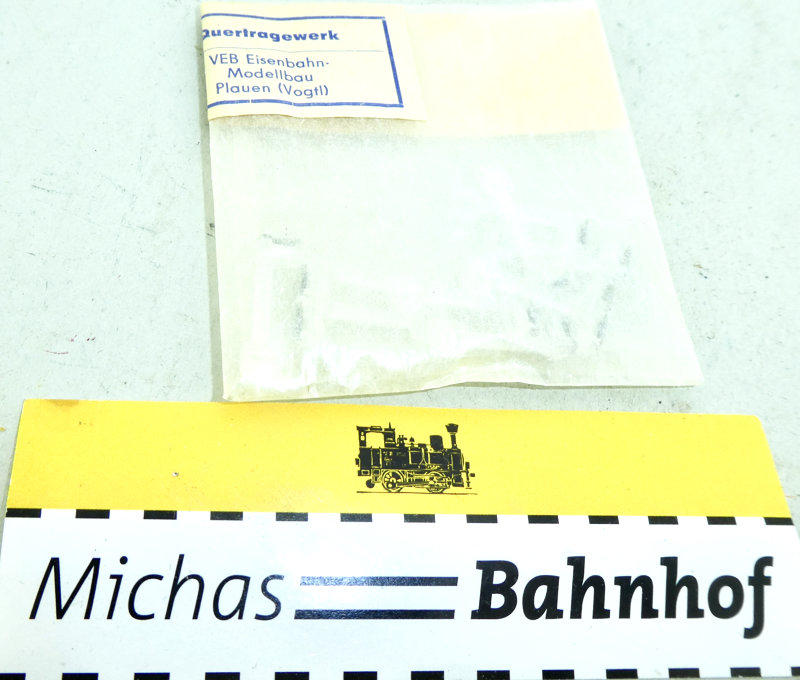 Quertragewerk
VEB Eisenbahn-
Modellbau
Plauen (Vogtl)
Michas Bahnhof